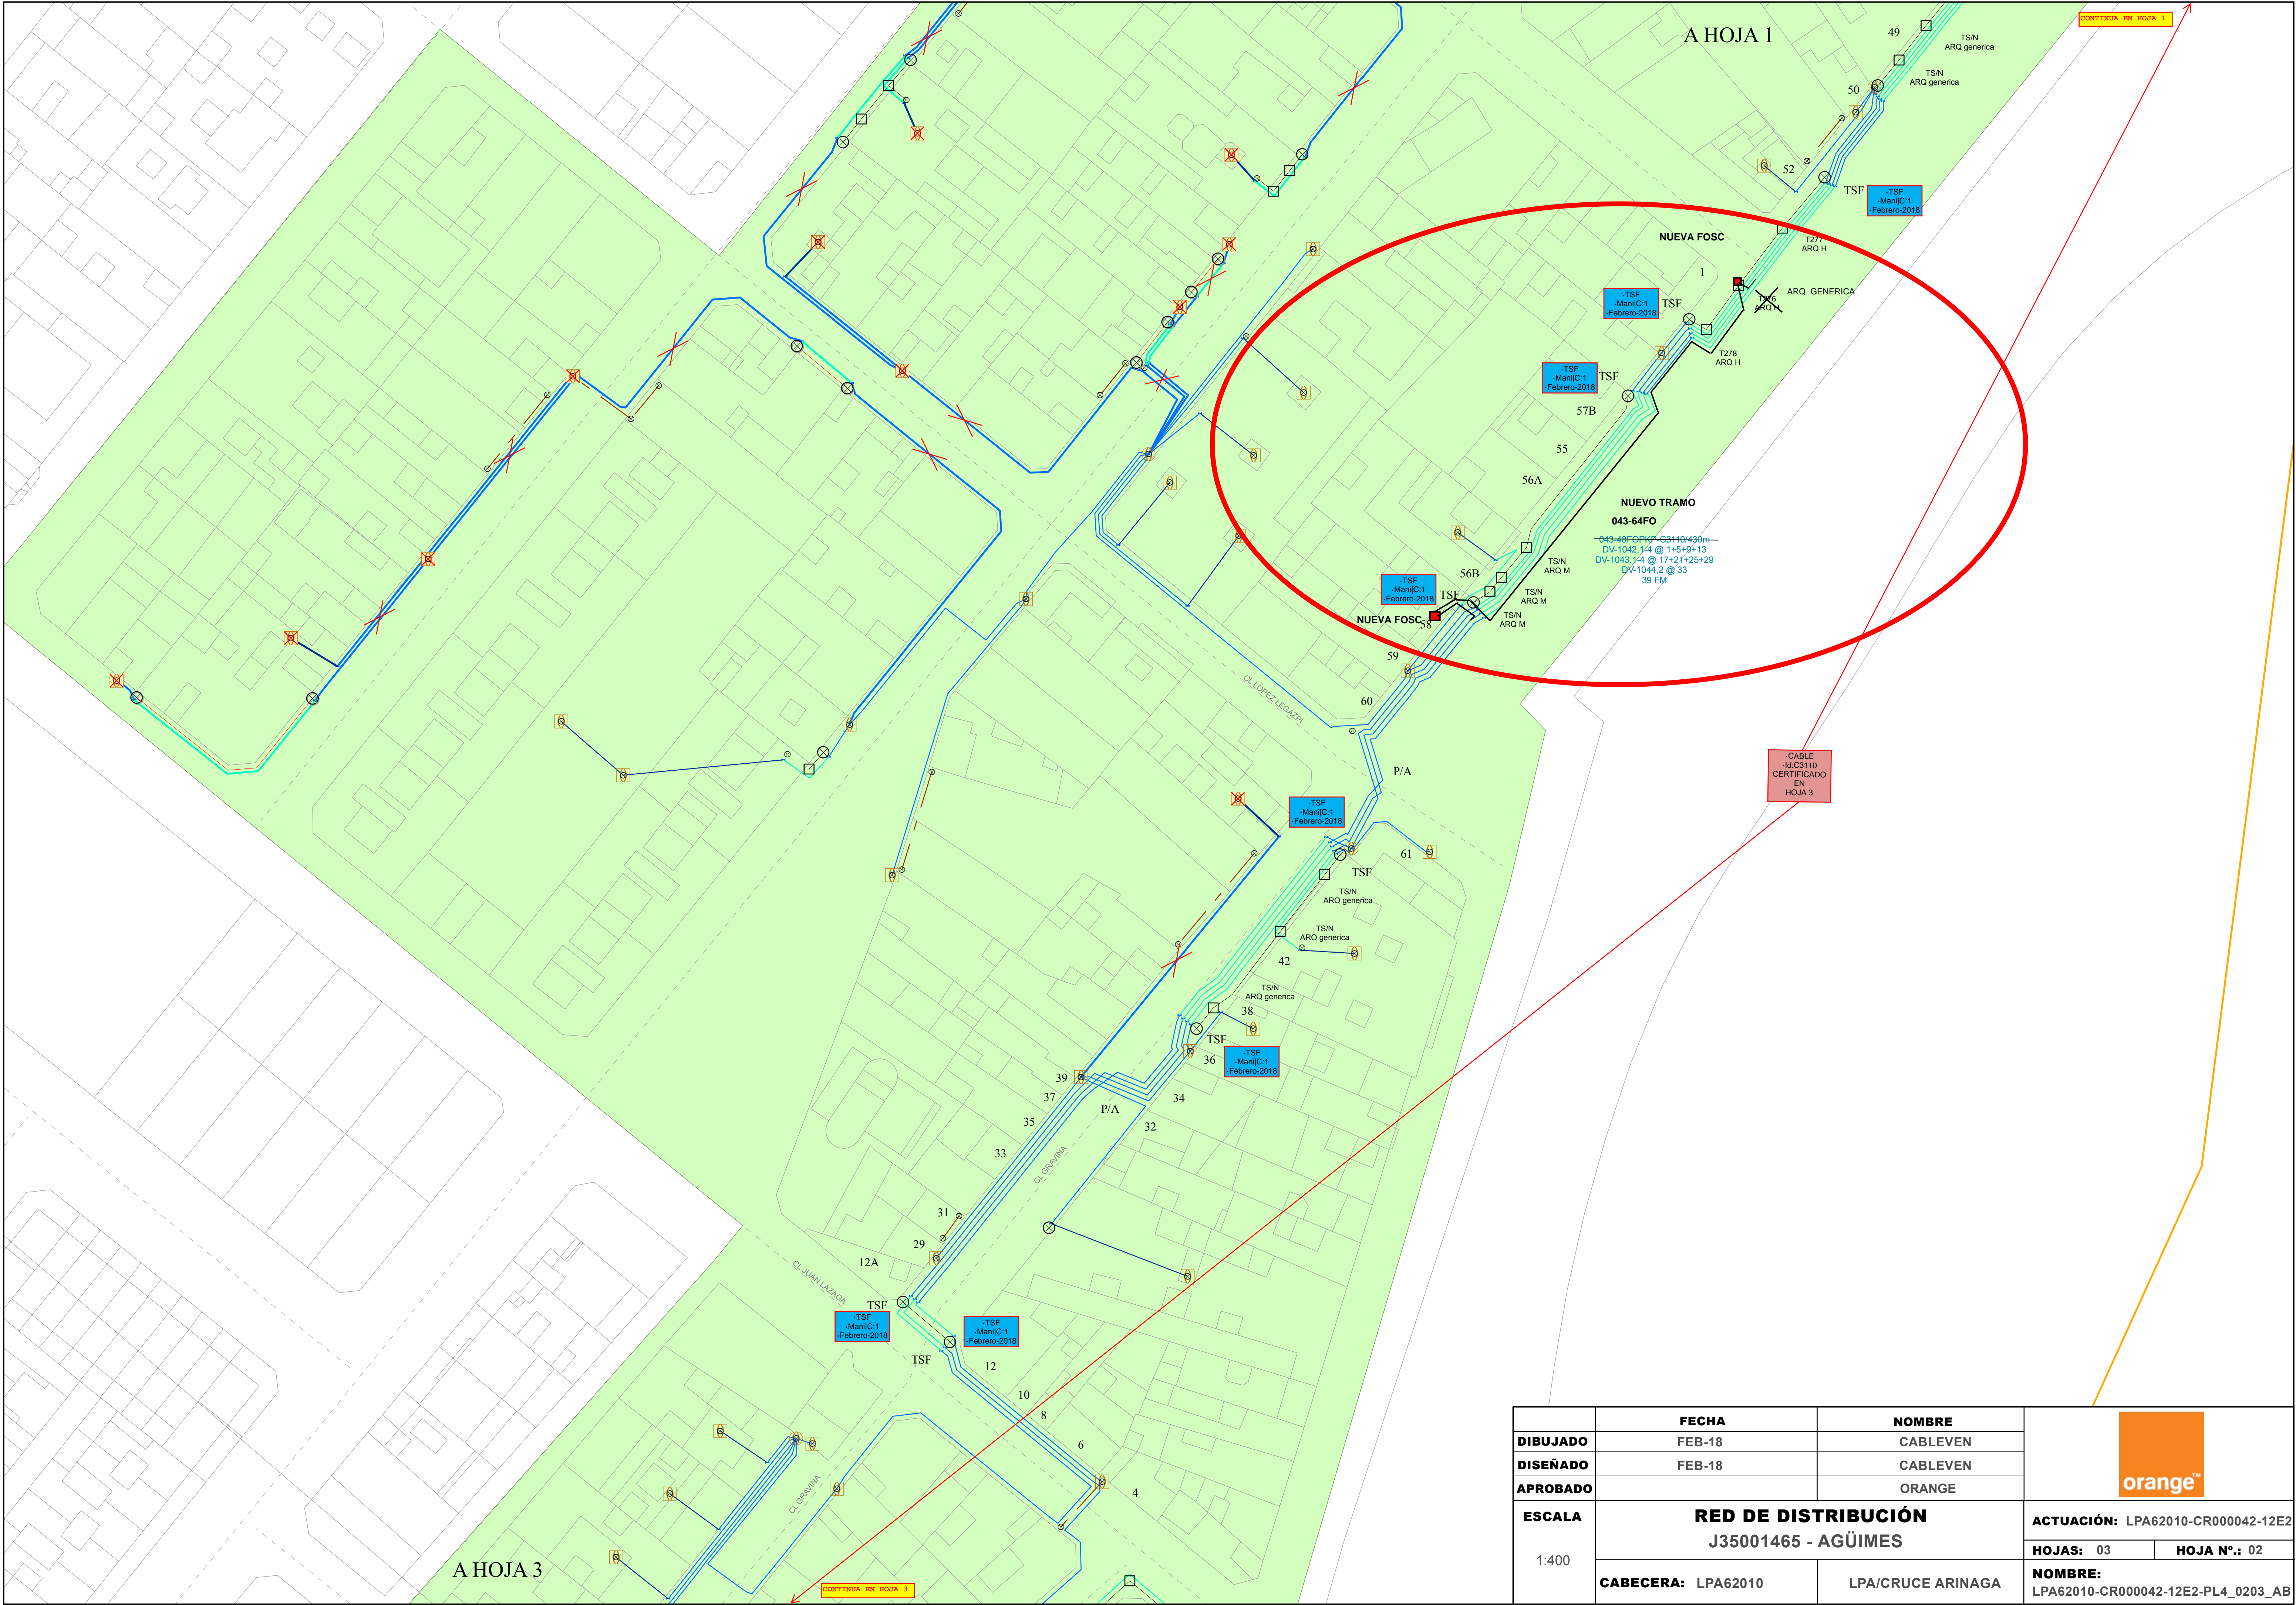 A HOJA 1
CONTINUA EN HOJA 1
49
TS/N
ARQ generica
TS/N
ARQ generica
50
52
TSF
-TSF
-Mani|C:1
-Febrero-2018
NUEVA FOSC
T277
ARQ H
1
ARQ GENERICA
T276
ARQ H
-TSF
-Mani|C:1
-Febrero-2018
TSF
T278
ARQ H
-TSF
-Mani|C:1
-Febrero-2018
TSF
57B
55
56A
NUEVO TRAMO
043-64FO
043-48FOPKP-C3110/430m
DV-1042,1-4 @ 1+5+9+13
DV-1043,1-4 @ 17+21+25+29
DV-1044,2 @ 33
39 FM
TS/N
ARQ M
56B
-TSF
-Mani|C:1
-Febrero-2018
TSF
TS/N
ARQ M
NUEVA FOSC
58
TS/N
ARQ M
59
CL LOPEZ LEGAZPI
60
P/A
-CABLE
-Id:C3110
CERTIFICADO
EN
HOJA 3
-TSF
-Mani|C:1
-Febrero-2018
61
TSF
TS/N
ARQ generica
TS/N
ARQ generica
42
TS/N
ARQ generica
38
TSF
36
-TSF
-Mani|C:1
-Febrero-2018
39
37
34
P/A
35
32
33
CL GRAVINA
31
29
12A
CL JUAN LAZAGA
TSF
-TSF
-Mani|C:1
-Febrero-2018
-TSF
-Mani|C:1
-Febrero-2018
TSF
12
10
8
6
4
CL GRAVINA
A HOJA 3
CONTINUA EN HOJA 3
FECHA NOMBRE
DIBUJADO FEB-18 CABLEVEN
DISEÑADO FEB-18 CABLEVEN
APROBADO ORANGE
orange™
ESCALA
1:400
RED DE DISTRIBUCIÓN
J35001465 - AGÜIMES
ACTUACIÓN: LPA62010-CR000042-12E2
HOJAS: 03 HOJA Nº.: 02
CABECERA: LPA62010 LPA/CRUCE ARINAGA
NOMBRE:
LPA62010-CR000042-12E2-PL4_0203_AB